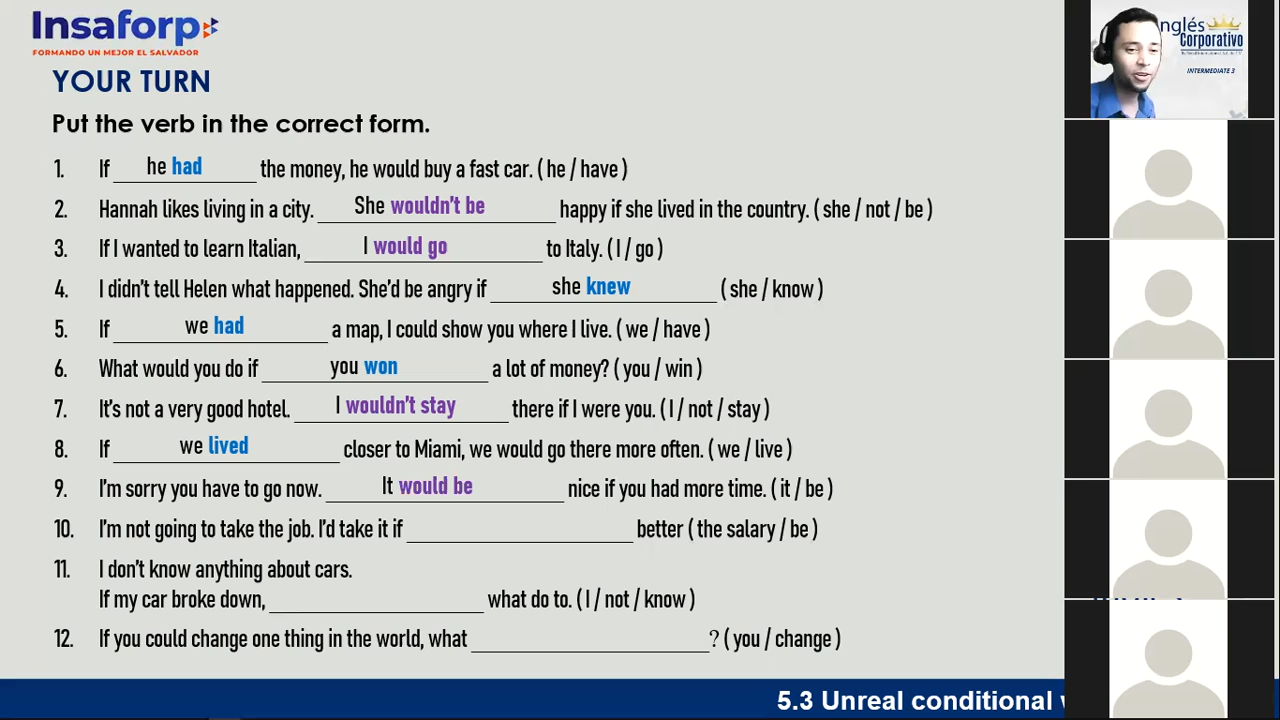 Insaforp
FORMANDO UN MEJOR EL SALVADOR
YOUR TURN
Put the verb in the correct form.
1. If he had the money, he would buy a fast car. ( he / have )
2. Hannah likes living in a city. She wouldn't be happy if she lived in the country. ( she / not / be )
3. If I wanted to learn Italian, I would go to Italy. ( I / go )
4. I didn't tell Helen what happened. She'd be angry if she knew ( she / know )
5. If we had a map, I could show you where I live. ( we / have )
6. What would you do if you won a lot of money? ( you / win )
7. It's not a very good hotel. I wouldn't stay there if I were you. ( I / not / stay )
8. If we lived closer to Miami, we would go there more often. ( we / live )
9. I'm sorry you have to go now. It would be nice if you had more time. ( it / be )
10. I'm not going to take the job. I'd take it if ____ better ( the salary / be )
11. I don't know anything about cars.
If my car broke down, ____ what do to. ( I / not / know )
12. If you could change one thing in the world, what ____ ? ( you / change )
5.3 Unreal conditional
nglés
Corporativo
INTERMEDIATE 3